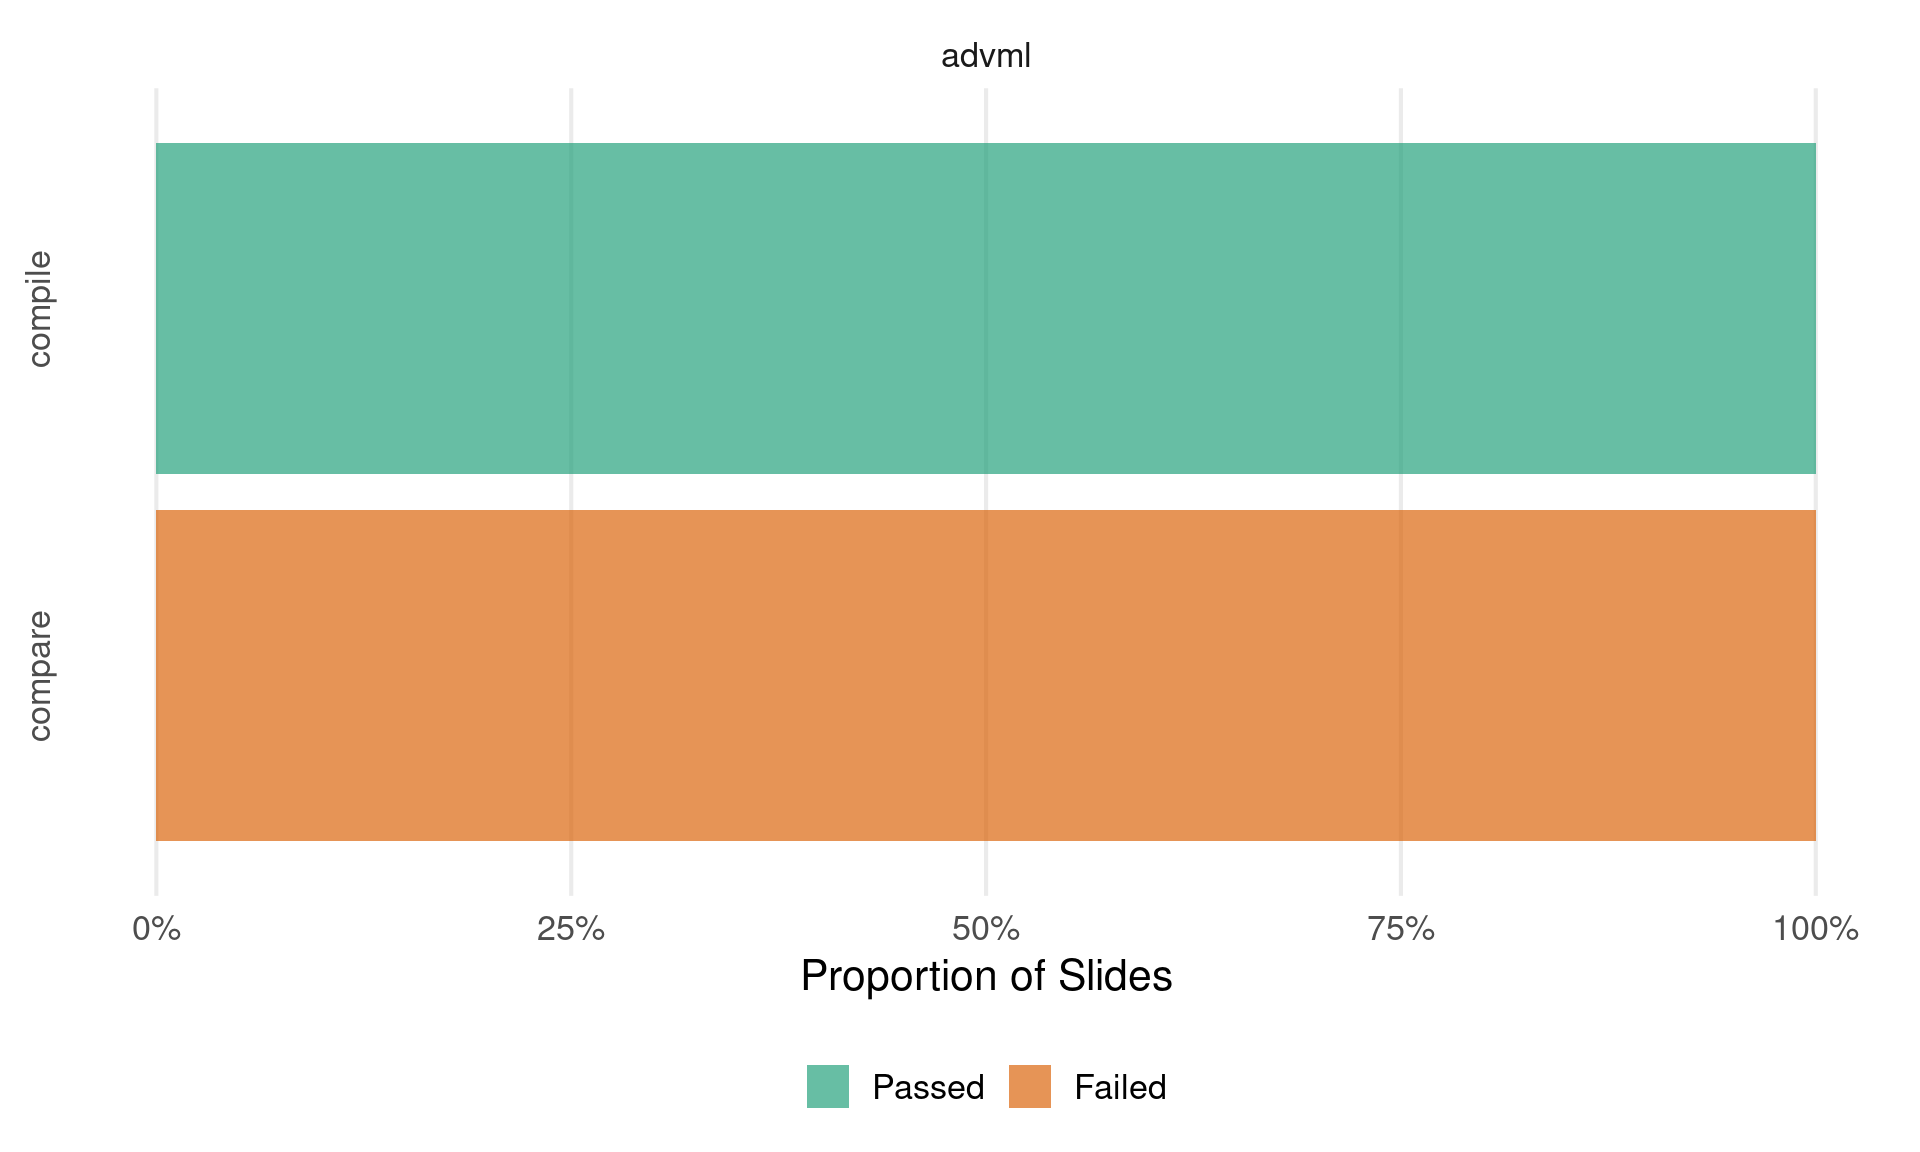 advml
compile
compare
0% 25% 50% 75% 100%
Proportion of Slides
Passed Failed